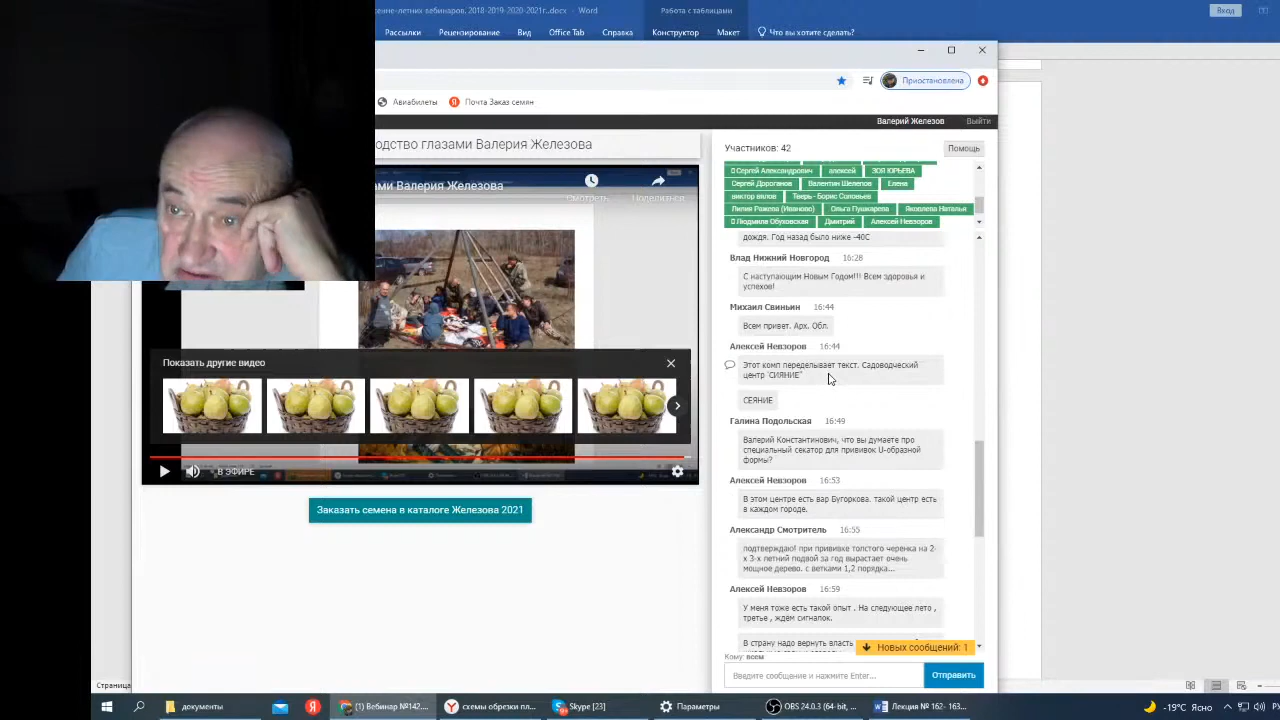 сенне-летних вебинаров. 2018-2019-2020-2021г..docx - Word
Работа с таблицами
Вход
Рассылки Рецензирование Вид Office Tab Справка Конструктор Макет Что вы хотите сделать?
Приостановлена
Авиабилеты Почта Заказ семян
Валерий Железов Выйти
водство глазами Валерия Железова
Участников: 42 Помощь
Сергей Александрович алексей ЗОЯ ЮРЬЕВА
Сергей Дороганов Валентин Шелепов Елена
виктор вялов Тверь- Борис Соловьев
Лилия Ражева (Иваново) Ольга Пушкарева Яковлева Наталья
Людмила Обуховская Дмитрий Алексей Невзоров
ами Валерия Железова
Смотреть... Поделиться
дождя. Год назад было ниже -40С
Влад Нижний Новгород 16:28
С наступающим Новым Годом!!! Всем здоровья и
успехов!
Михаил Свиньин 16:44
Всем привет. Арх. Обл.
Алексей Невзоров 16:44
Этот комп переделывает текст. Садоводческий
центр "СИЯНИЕ"
СЕЯНИЕ
Галина Подольская 16:49
Валерий Константинович, что вы думаете про
специальный секатор для прививок U-образной
формы?
Алексей Невзоров 16:53
В этом центре есть вар Бугоркова. такой центр есть
в каждом городе.
Александр Смотритель 16:55
подтверждаю! при прививке толстого черенка на 2-
х 3-х летний подвой за год вырастает очень
мощное дерево. с ветками 1,2 порядка...
Алексей Невзоров 16:59
У меня тоже есть такой опыт . На следующее лето ,
третье , ждем сигналок.
В страну надо вернуть власть
Новых сообщений: 1
Кому: всем
Введите сообщение и нажмите Enter...
Отправить
Показать другие видео
В ЭФИРЕ
Заказать семена в каталоге Железова 2021
Страница
документы
(1) Вебинар №142....
схемы обрезки пл...
Skype [23]
Параметры
OBS 24.0.3 (64-bit, ...
Лекция № 162- 163...
-19°C Ясно